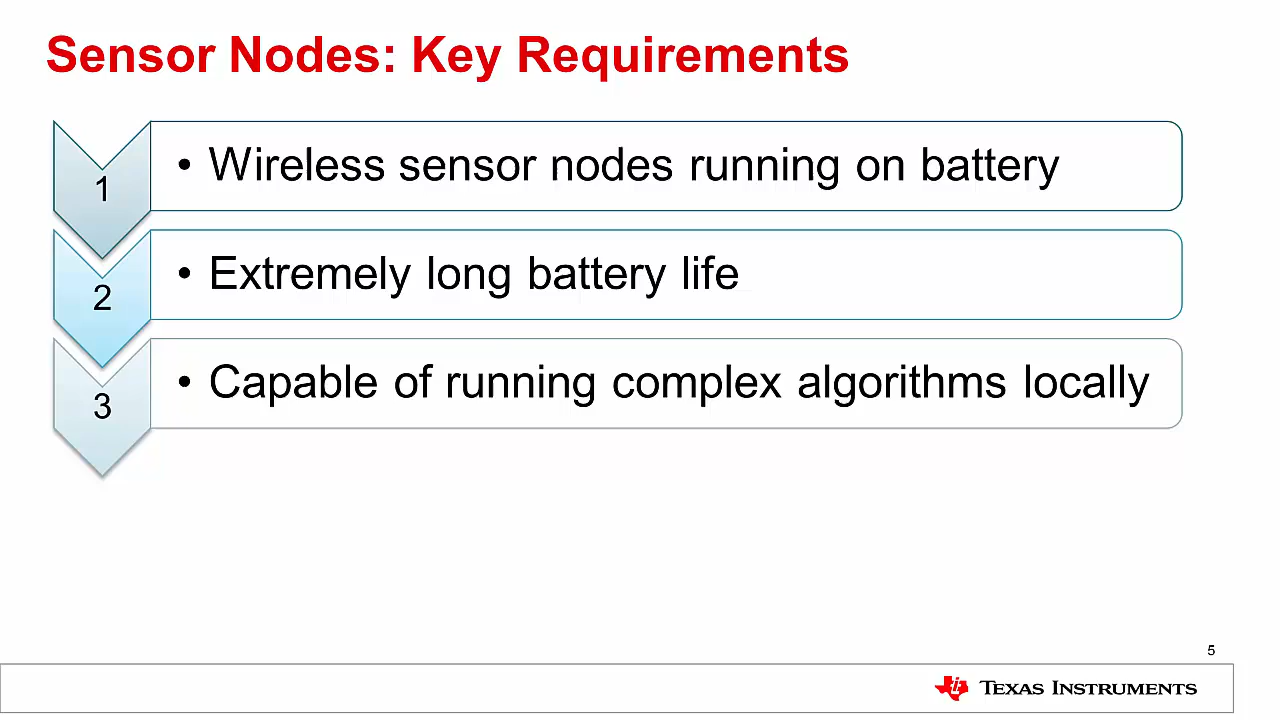 Sensor Nodes: Key Requirements
1
• Wireless sensor nodes running on battery
2
• Extremely long battery life
3
• Capable of running complex algorithms locally
5
TEXAS INSTRUMENTS